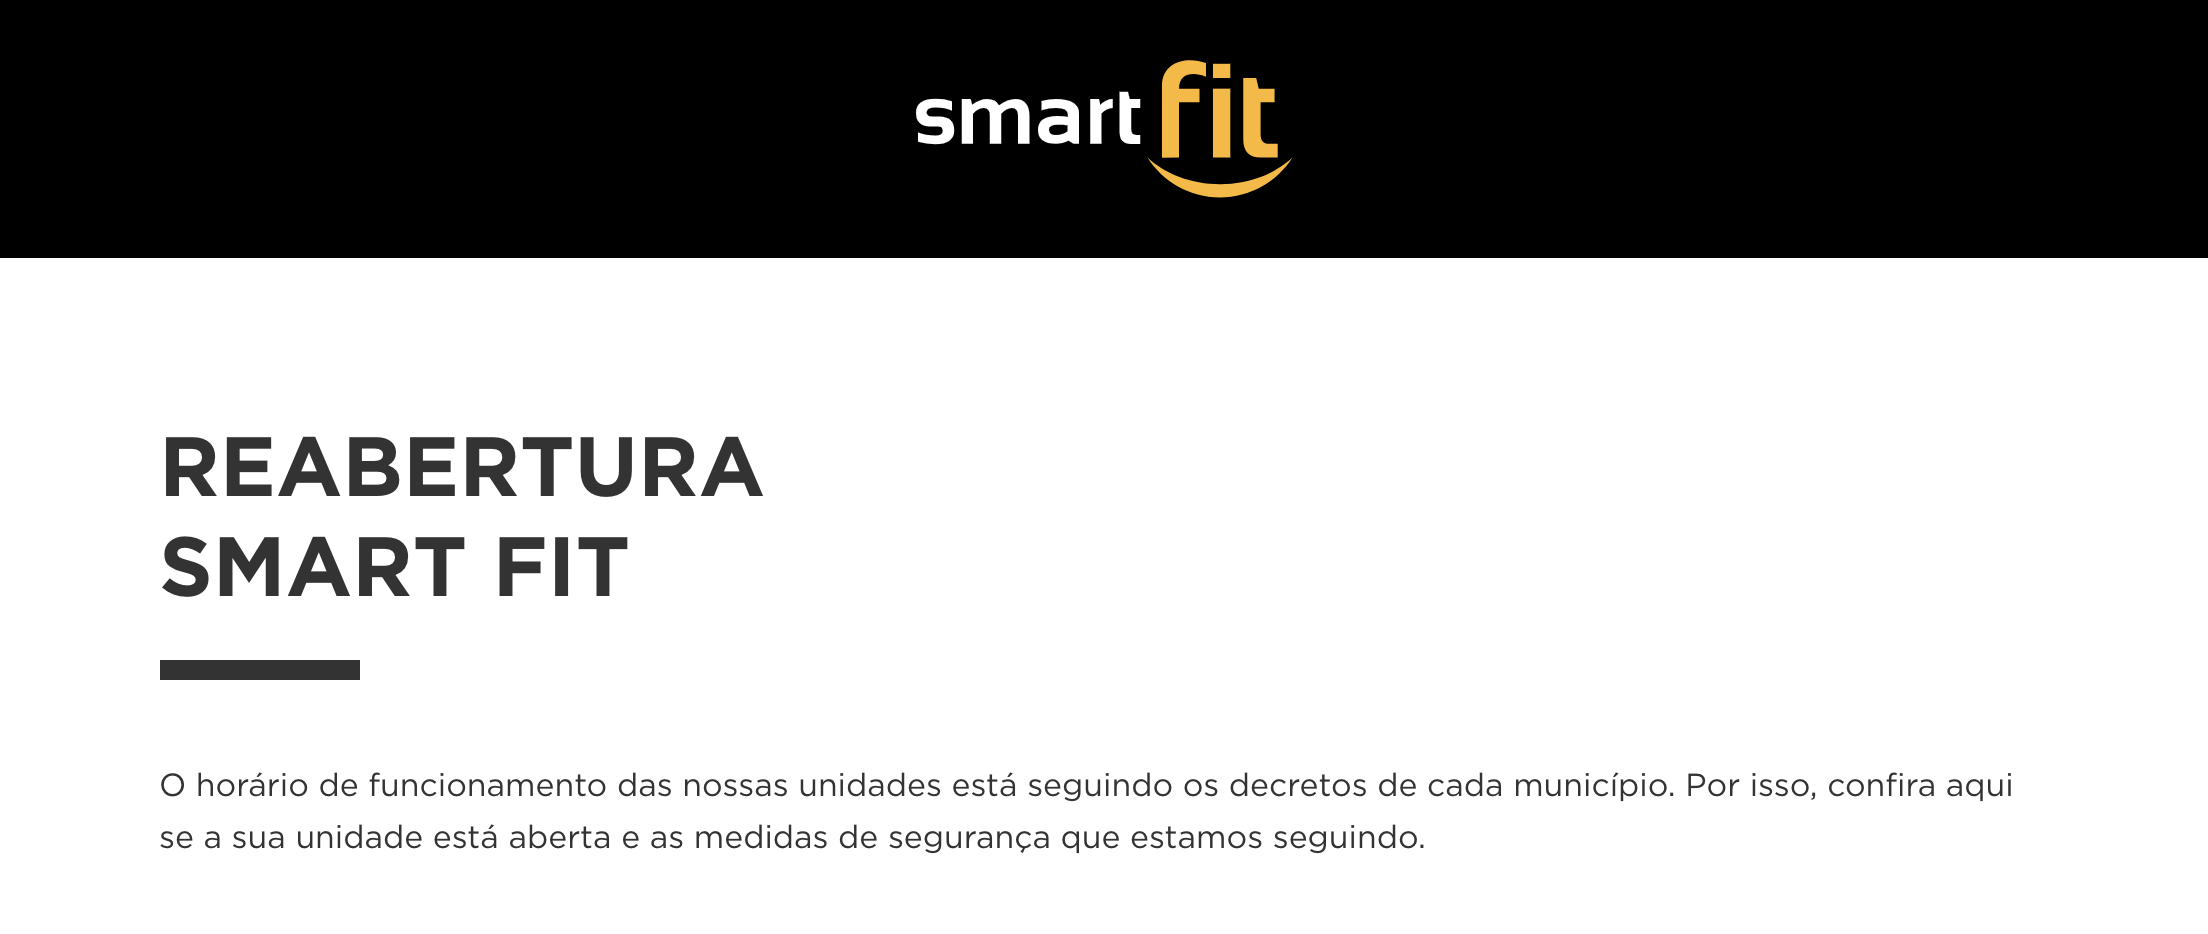 smart fit
REABERTURA
SMART FIT
O horário de funcionamento das nossas unidades está seguindo os decretos de cada município. Por isso, confira aqui
se a sua unidade está aberta e as medidas de segurança que estamos seguindo.